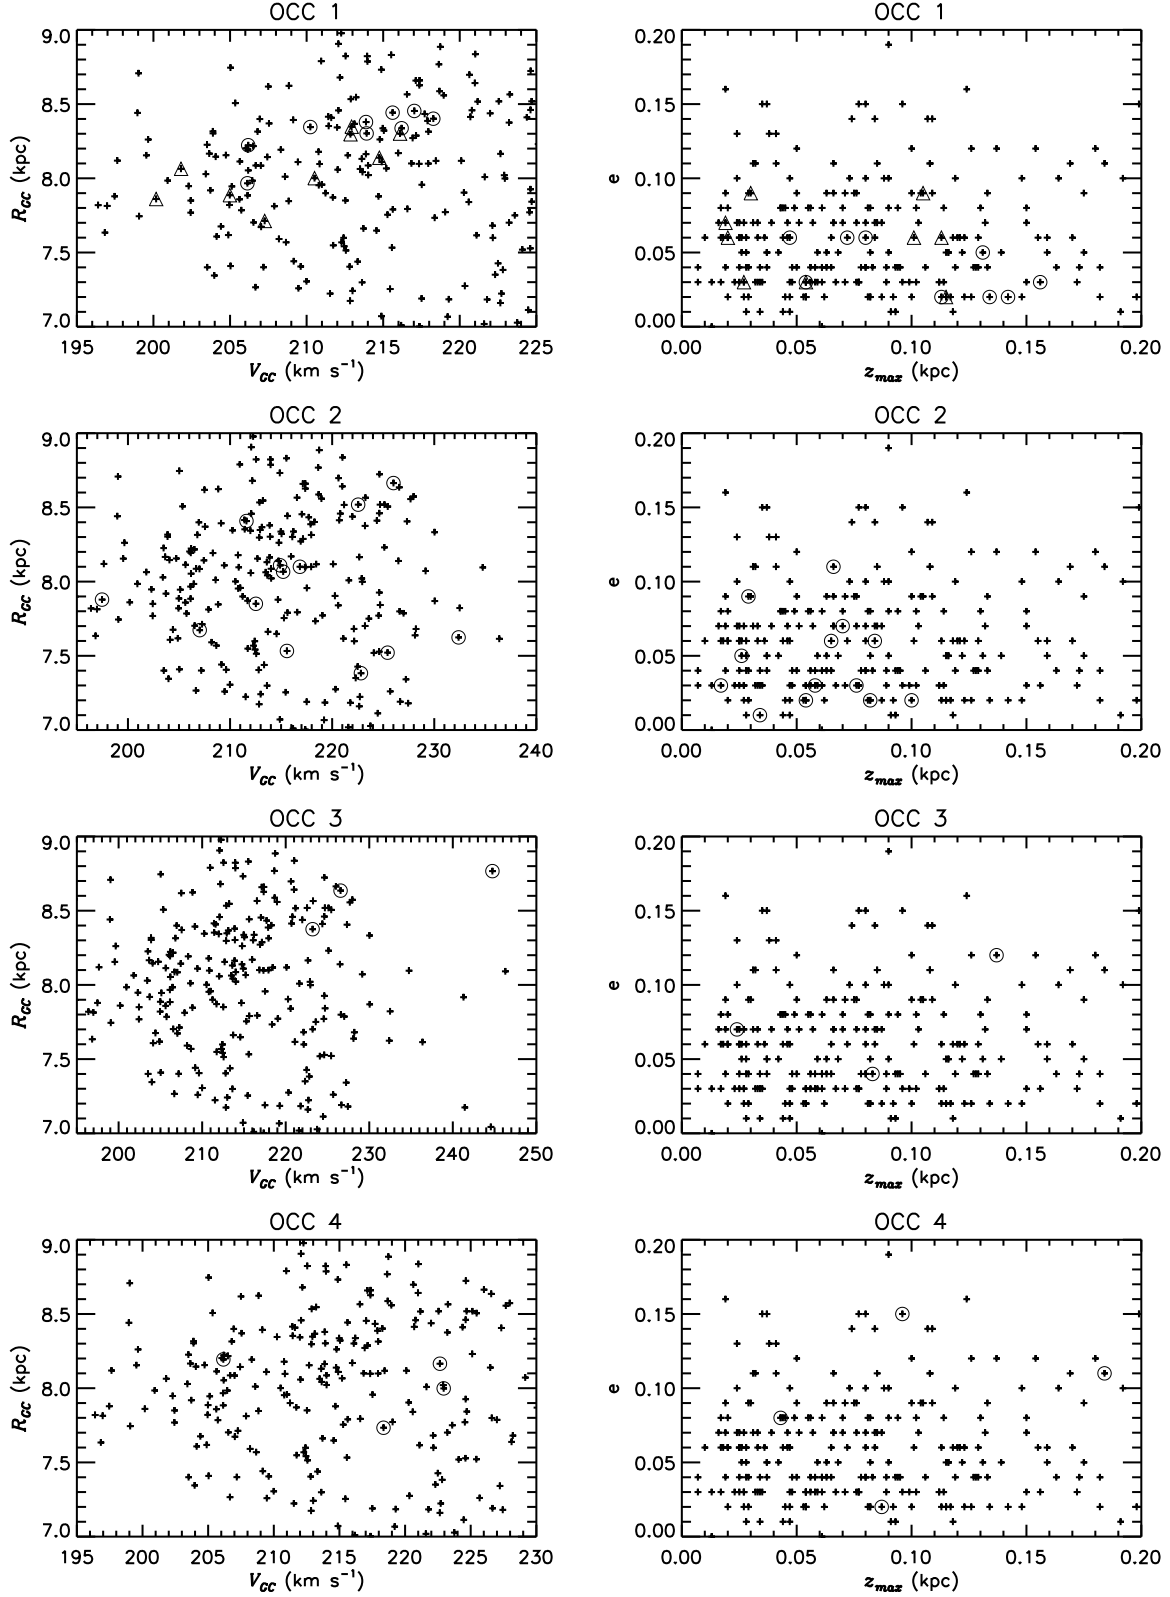 OCC 1
9.0
8.5
8.0
7.5
7.0
R_GC (kpc)
195 200 205 210 215 220 225
V_GC (km s⁻¹)
OCC 1
0.20
0.15
0.10
0.05
0.00
e
0.00 0.05 0.10 0.15 0.20
z_max (kpc)
OCC 2
9.0
8.5
8.0
7.5
7.0
R_GC (kpc)
200 210 220 230 240
V_GC (km s⁻¹)
OCC 2
0.20
0.15
0.10
0.05
0.00
e
0.00 0.05 0.10 0.15 0.20
z_max (kpc)
OCC 3
9.0
8.5
8.0
7.5
7.0
R_GC (kpc)
200 210 220 230 240 250
V_GC (km s⁻¹)
OCC 3
0.20
0.15
0.10
0.05
0.00
e
0.00 0.05 0.10 0.15 0.20
z_max (kpc)
OCC 4
9.0
8.5
8.0
7.5
7.0
R_GC (kpc)
195 200 205 210 215 220 225 230
V_GC (km s⁻¹)
OCC 4
0.20
0.15
0.10
0.05
0.00
e
0.00 0.05 0.10 0.15 0.20
z_max (kpc)